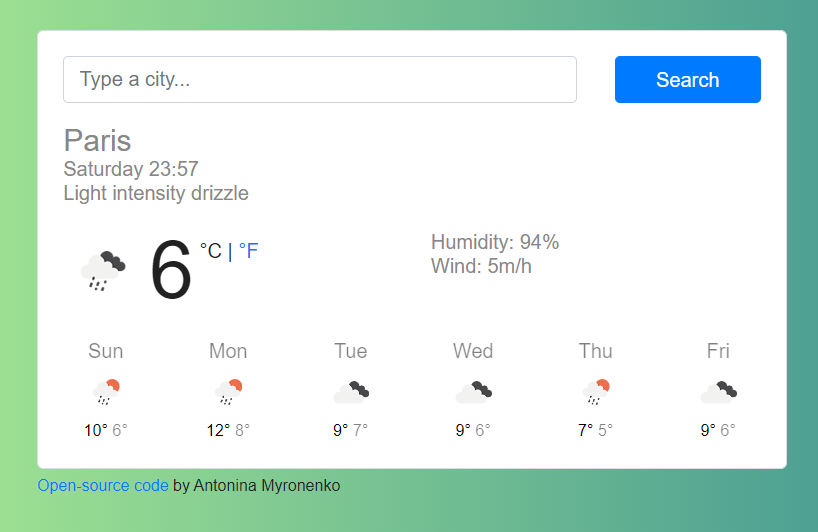 Type a city...
Search
Paris
Saturday 23:57
Light intensity drizzle
6 °C | °F
Humidity: 94%
Wind: 5m/h
Sun Mon Tue Wed Thu Fri
10° 6° 12° 8° 9° 7° 9° 6° 7° 5° 9° 6°
Open-source code by Antonina Myronenko